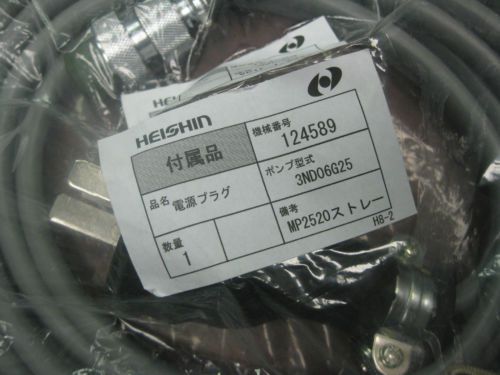 HEISHIN
HEISHIN
付属品
機械番号
124589
品名
電源プラグ
ポンプ型式
3ND06G25
数量
1
備考
MP2520ストレー
H8-2